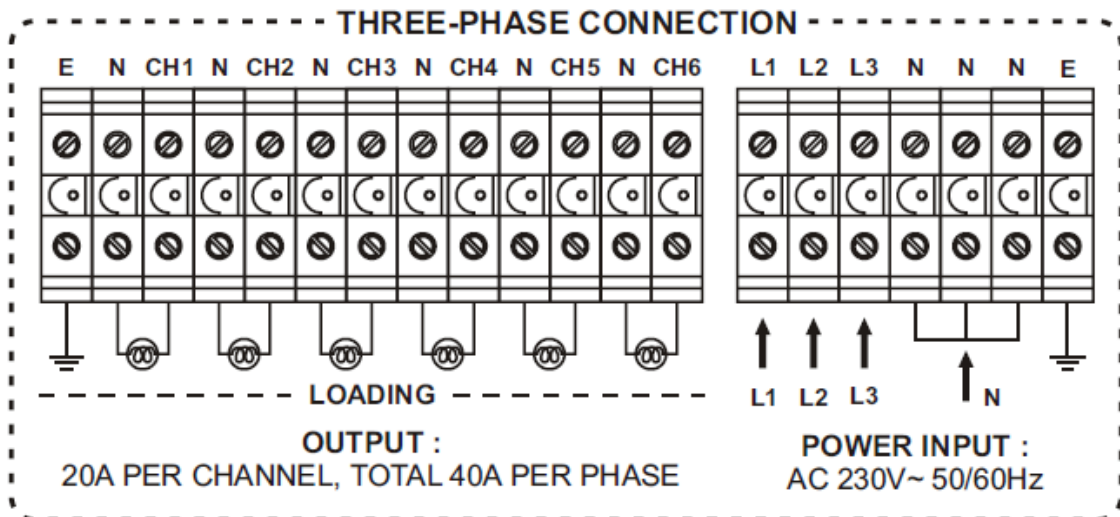 THREE-PHASE CONNECTION
E N CH1 N CH2 N CH3 N CH4 N CH5 N CH6 L1 L2 L3 N N N E
L1 L2 L3 N
LOADING
OUTPUT :
20A PER CHANNEL, TOTAL 40A PER PHASE
POWER INPUT :
AC 230V~ 50/60Hz